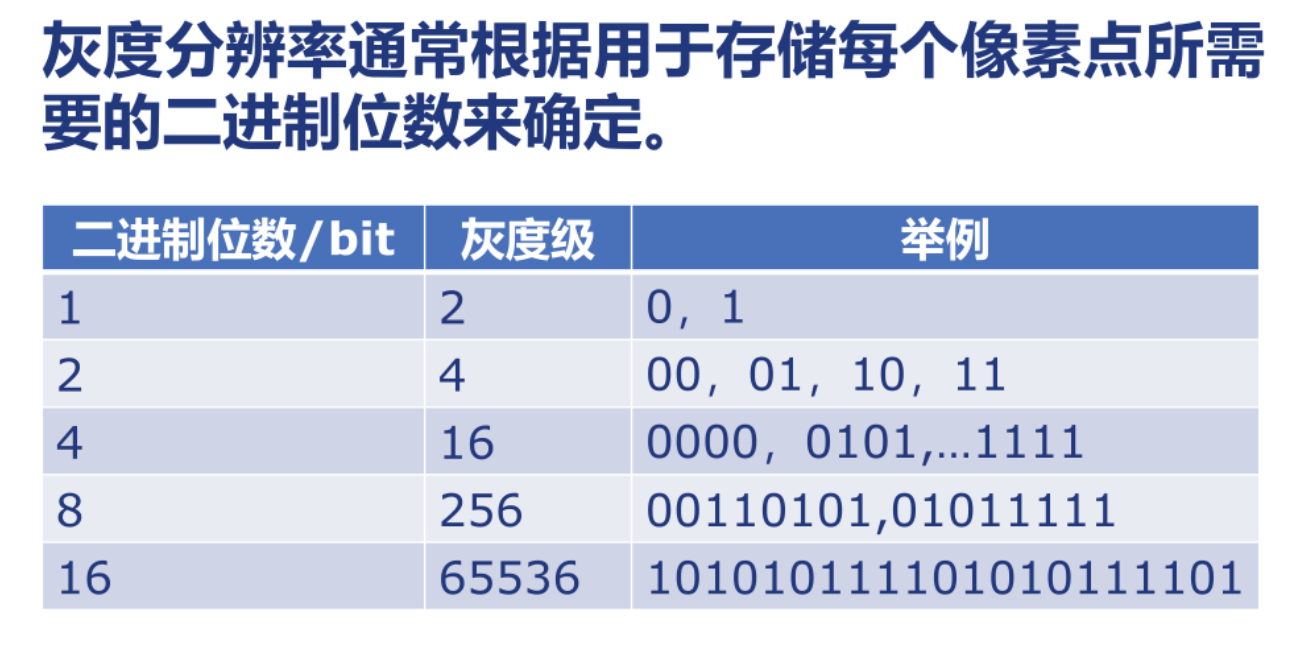 灰度分辨率通常根据用于存储每个像素点所需
要的二进制位数来确定。
二进制位数/bit 灰度级 举例
1 2 0，1
2 4 00，01，10，11
4 16 0000，0101,…1111
8 256 00110101,01011111
16 65536 101010111101010111101